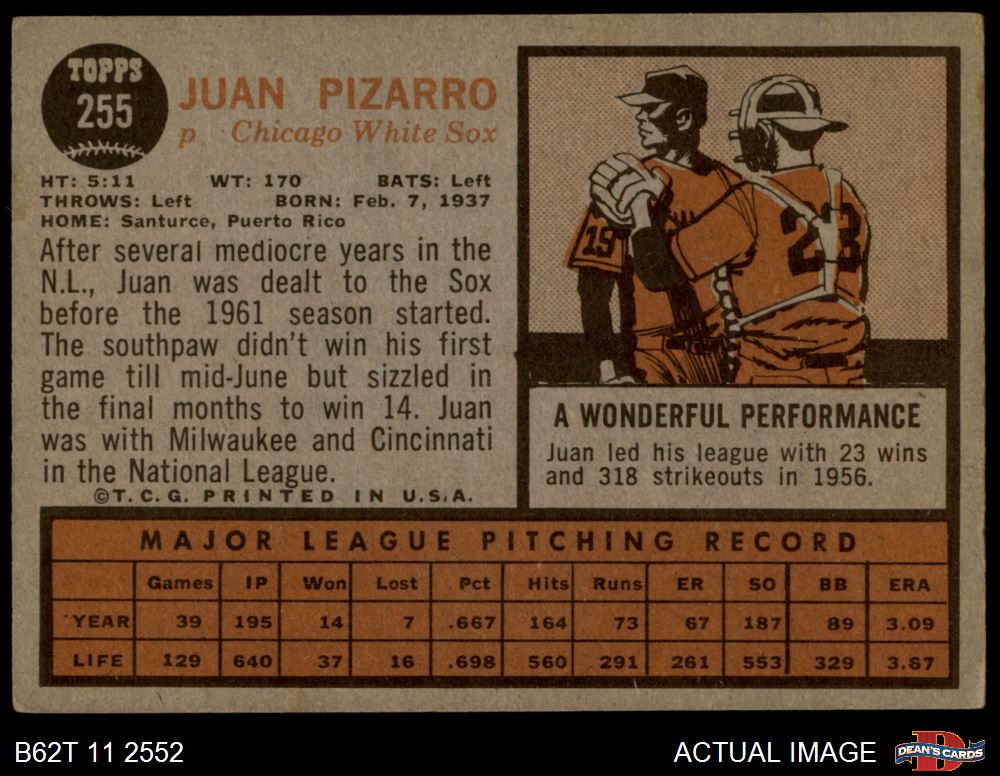 TOPPS
255
JUAN PIZARRO
p Chicago White Sox
HT: 5:11 WT: 170 BATS: Left
THROWS: Left BORN: Feb. 7, 1937
HOME: Santurce, Puerto Rico
After several mediocre years in the
N.L., Juan was dealt to the Sox
before the 1961 season started.
The southpaw didn't win his first
game till mid-June but sizzled in
the final months to win 14. Juan
was with Milwaukee and Cincinnati
in the National League.
©T.C.G. PRINTED IN U.S.A.
19
23
A WONDERFUL PERFORMANCE
Juan led his league with 23 wins
and 318 strikeouts in 1956.
MAJOR LEAGUE PITCHING RECORD
Games IP Won Lost Pct Hits Runs ER SO BB ERA
YEAR 39 195 14 7 .667 164 73 67 187 89 3.09
LIFE 129 640 37 16 .698 560 291 261 553 329 3.67
B62T 11 2552
ACTUAL IMAGE
D
DEAN'S CARDS